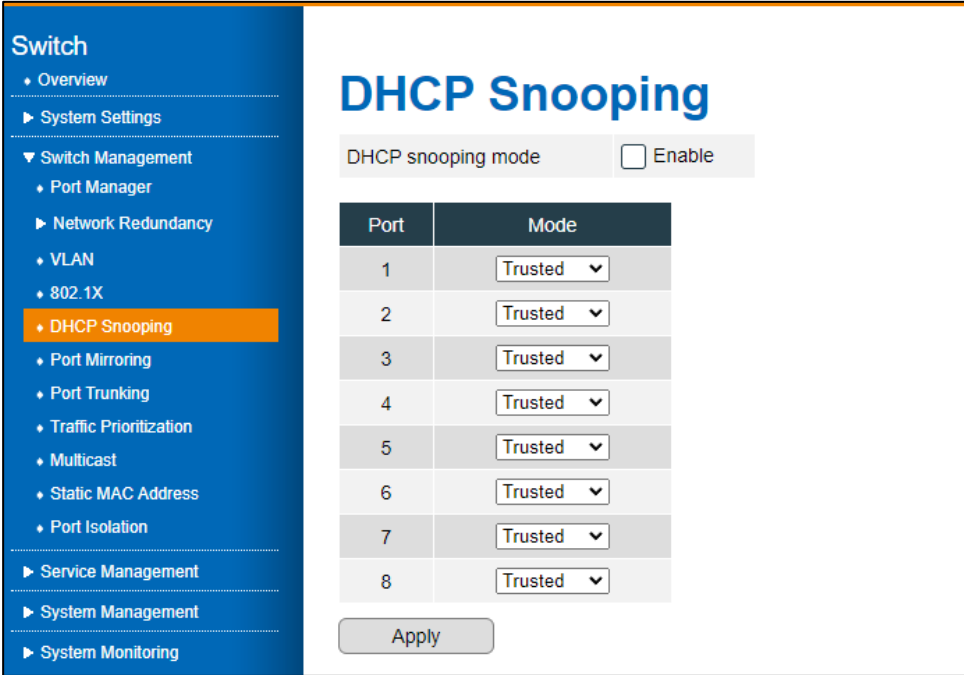 Switch
Overview
System Settings
Switch Management
Port Manager
Network Redundancy
VLAN
802.1X
DHCP Snooping
Port Mirroring
Port Trunking
Traffic Prioritization
Multicast
Static MAC Address
Port Isolation
Service Management
System Management
System Monitoring
DHCP Snooping
DHCP snooping mode Enable
Port Mode
1 Trusted
2 Trusted
3 Trusted
4 Trusted
5 Trusted
6 Trusted
7 Trusted
8 Trusted
Apply